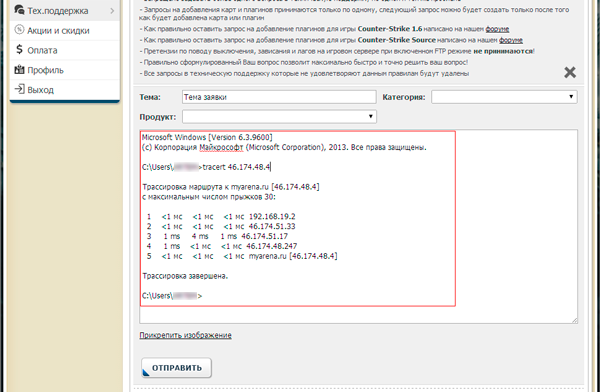 Тех.поддержка
Акции и скидки
Оплата
Профиль
Выход
- Запросы на добавления карт и плагинов принимаются только по одному, следующий запрос можно будет создать только после того
как будет добавлена карта или плагин
- Как правильно оставить запрос на добавление плагинов для игры Counter-Strike 1.6 написано на нашем форуме
- Как правильно оставить запрос на добавление плагинов для игры Counter-Strike Source написано на нашем форуме
- Претензии по поводу выключения, зависания и лагов на игровом сервере при включенном FTP режиме не принимаются!
- Правильно сформулированный Ваш вопрос позволит максимально быстро и точно решить ваш вопрос!
- Все запросы в техническую поддержку которые не удовлетворяют данным правилам будут удалены
Тема: Тема заявки Категория:
Продукт:
Microsoft Windows [Version 6.3.9600]
(c) Корпорация Майкрософт (Microsoft Corporation), 2013. Все права защищены.
C:\Users\ >tracert 46.174.48.4
Трассировка маршрута к myarena.ru [46.174.48.4]
с максимальным числом прыжков 30:
1 <1 мс <1 мс <1 мс 192.168.19.2
2 <1 мс <1 мс <1 мс 46.174.51.33
3 1 ms 4 ms 1 ms 46.174.51.17
4 1 ms <1 мс <1 мс 46.174.48.247
5 <1 мс <1 мс <1 мс myarena.ru [46.174.48.4]
Трассировка завершена.
C:\Users\ >
Прикрепить изображение
ОТПРАВИТЬ